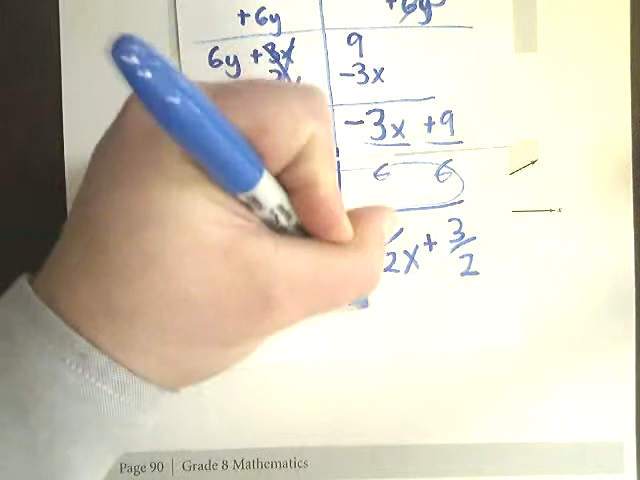 +6y +6y
6y +3x 9
-3x
-3x +9
6 6
2x + 3/2
x
Page 90 | Grade 8 Mathematics